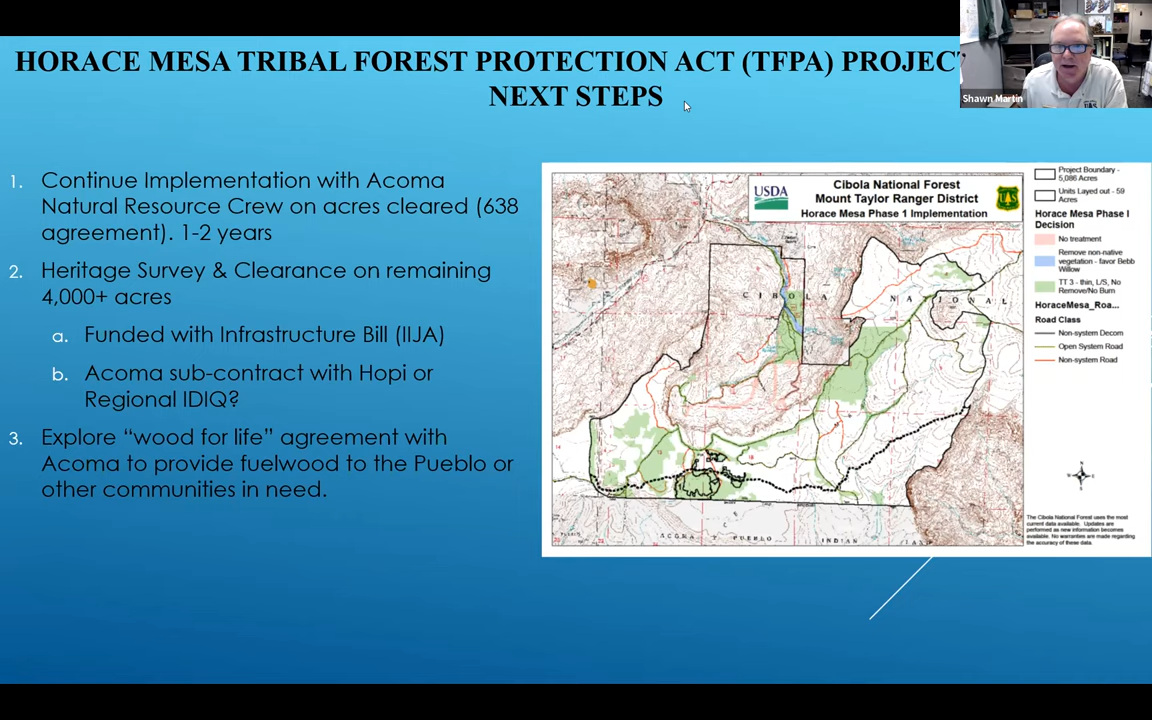 HORACE MESA TRIBAL FOREST PROTECTION ACT (TFPA) PROJECT
NEXT STEPS
Shawn Martin
1. Continue Implementation with Acoma
Natural Resource Crew on acres cleared (638
agreement). 1-2 years
2. Heritage Survey & Clearance on remaining
4,000+ acres
a. Funded with Infrastructure Bill (IIJA)
b. Acoma sub-contract with Hopi or
Regional IDIQ?
3. Explore “wood for life” agreement with
Acoma to provide fuelwood to the Pueblo or
other communities in need.
USDA
Cibola National Forest
Mount Taylor Ranger District
Horace Mesa Phase 1 Implementation
CIBOLA NATIONAL
ACOMA PUEBLO INDIAN
Project Boundary -
5,086 Acres
Units Layed out - 59
Acres
Horace Mesa Phase I
Decision
No treatment
Remove non-native
vegetation - favor Bebb
Willow
TT 3 - thin, L/S, No
Remove/No Burn
HoraceMesa_Roa...
Road Class
Non-system Decom
Open System Road
Non-system Road
The Cibola National Forest uses the most
current data available. Updates are
performed as new information becomes
available. No warranties are made regarding
the accuracy of these data.